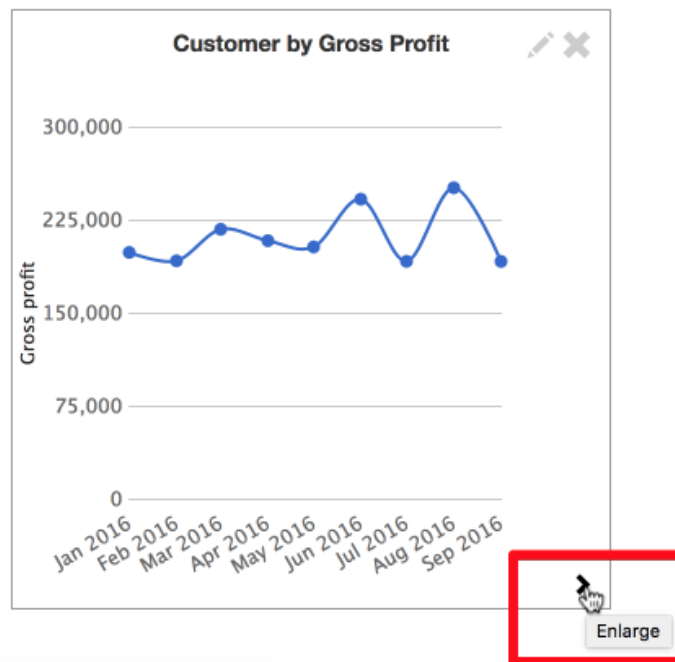 Customer by Gross Profit
300,000
225,000
150,000
75,000
0
Gross profit
Jan 2016
Feb 2016
Mar 2016
Apr 2016
May 2016
Jun 2016
Jul 2016
Aug 2016
Sep 2016
Enlarge